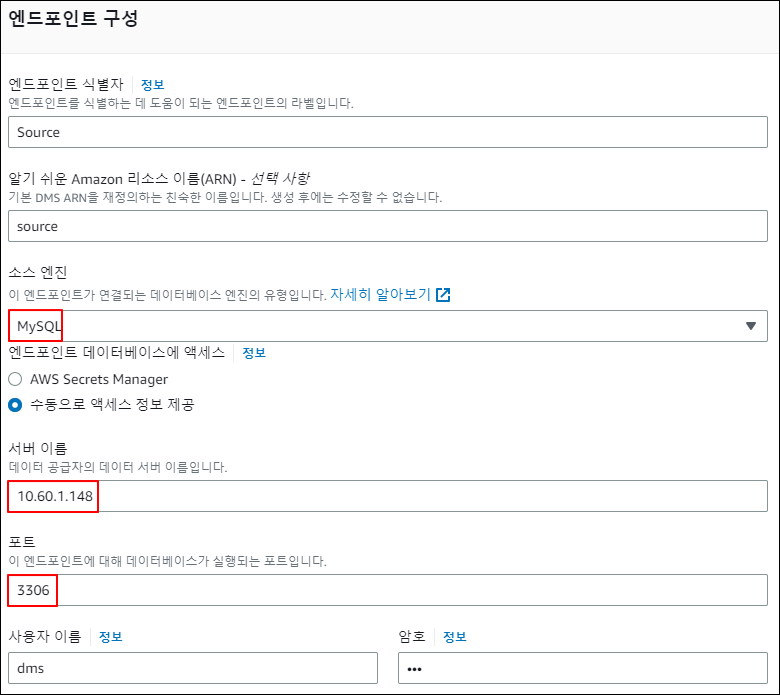 엔드포인트 구성
엔드포인트 식별자 정보
엔드포인트를 식별하는 데 도움이 되는 엔드포인트의 라벨입니다.
Source
알기 쉬운 Amazon 리소스 이름(ARN) - 선택 사항
기본 DMS ARN을 재정의하는 친숙한 이름입니다. 생성 후에는 수정할 수 없습니다.
source
소스 엔진
이 엔드포인트가 연결되는 데이터베이스 엔진의 유형입니다. 자세히 알아보기
MySQL
엔드포인트 데이터베이스에 액세스 정보
AWS Secrets Manager
수동으로 액세스 정보 제공
서버 이름
데이터 공급자의 데이터 서버 이름입니다.
10.60.1.148
포트
이 엔드포인트에 대해 데이터베이스가 실행되는 포트입니다.
3306
사용자 이름 정보 암호 정보
dms •••